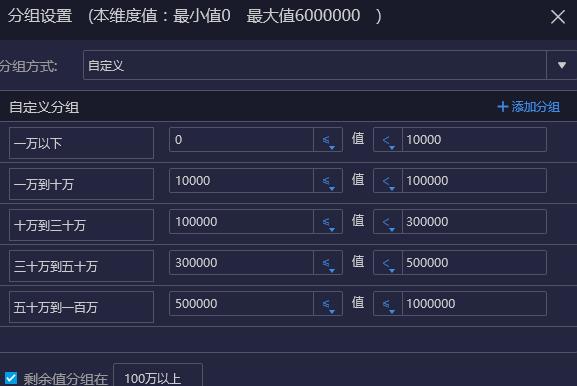 分组设置 (本维度值：最小值0 最大值6000000 )
分组方式: 自定义
自定义分组 + 添加分组
一万以下 0 ≤ 值 < 10000
一万到十万 10000 ≤ 值 < 100000
十万到三十万 100000 ≤ 值 < 300000
三十万到五十万 300000 ≤ 值 < 500000
五十万到一百万 500000 ≤ 值 ≤ 1000000
剩余值分组在 100万以上